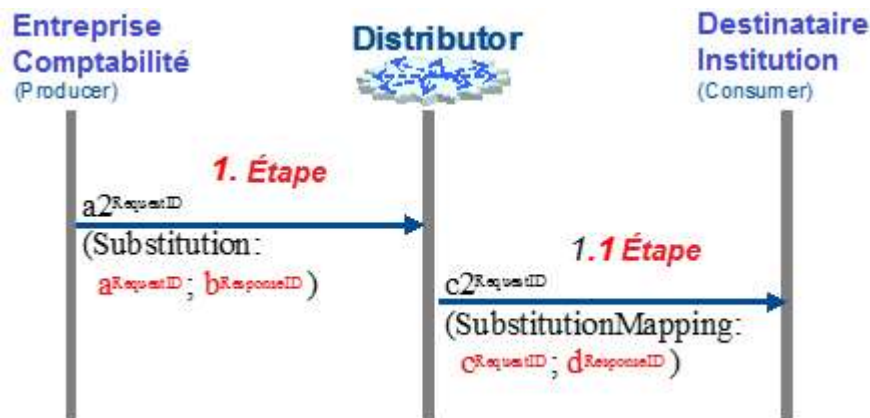 Entreprise
Comptabilité
(Producer)
Distributor
Destinataire
Institution
(Consumer)
1. Étape
a2RequestID
(Substitution:
aRequestID; bResponseID)
1.1 Étape
c2RequestID
(SubstitutionMapping:
cRequestID; dResponseID)